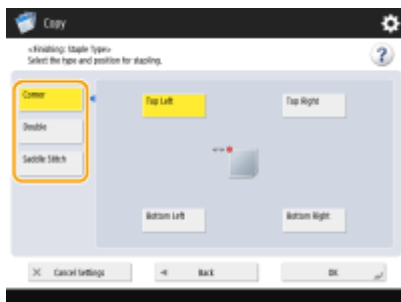 Copy
<Finishing: Staple Type>
Select the type and position for stapling.
Corner
Top Left
Top Right
Double
Saddle Stitch
Bottom Left
Bottom Right
Cancel Settings
Back
OK